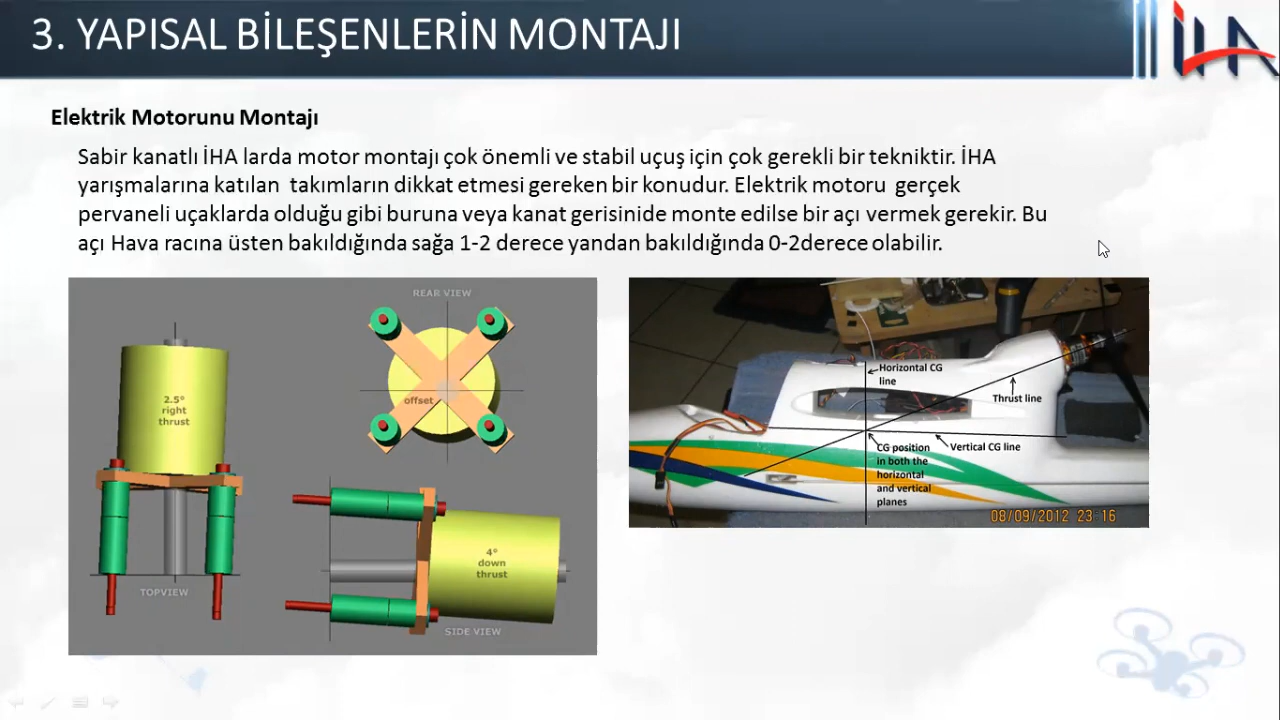 3. YAPISAL BİLEŞENLERİN MONTAJI
İHA
Elektrik Motorunu Montajı
Sabir kanatlı İHA larda motor montajı çok önemli ve stabil uçuş için çok gerekli bir tekniktir. İHA
yarışmalarına katılan takımların dikkat etmesi gereken bir konudur. Elektrik motoru gerçek
pervaneli uçaklarda olduğu gibi buruna veya kanat gerisinide monte edilse bir açı vermek gerekir. Bu
açı Hava racına üsten bakıldığında sağa 1-2 derece yandan bakıldığında 0-2derece olabilir.
REAR VIEW
2.5°
right
thrust
offset
TOPVIEW
4°
down
thrust
SIDE VIEW
Horizontal CG
line
Thrust line
CG position
in both the
horizontal
and vertical
planes
Vertical CG line
08/09/2012 23-16